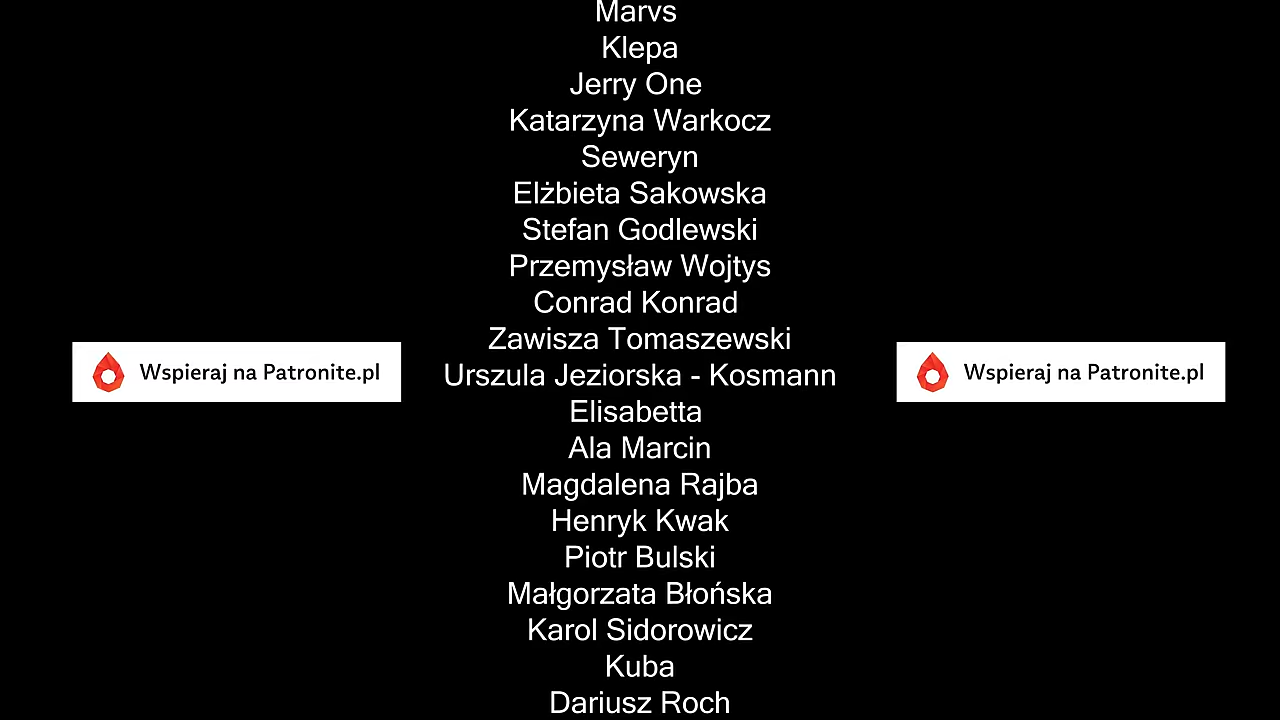 Klepa
Jerry One
Katarzyna Warkocz
Seweryn
Elżbieta Sakowska
Stefan Godlewski
Przemysław Wojtys
Conrad Konrad
Zawisza Tomaszewski
Wspieraj na Patronite.pl
Urszula Jeziorska - Kosmann
Wspieraj na Patronite.pl
Elisabetta
Ala Marcin
Magdalena Rajba
Henryk Kwak
Piotr Bulski
Małgorzata Błońska
Karol Sidorowicz
Kuba
Dariusz Roch